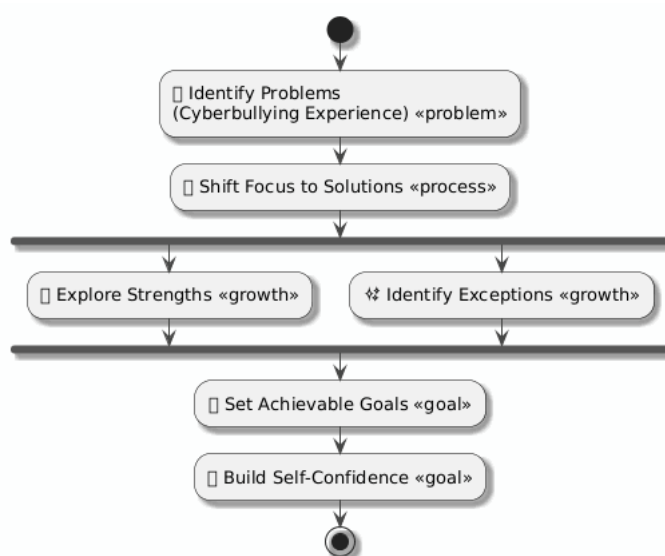 Identify Problems
(Cyberbullying Experience) «problem»
Shift Focus to Solutions «process»
Explore Strengths «growth»
Identify Exceptions «growth»
Set Achievable Goals «goal»
Build Self-Confidence «goal»